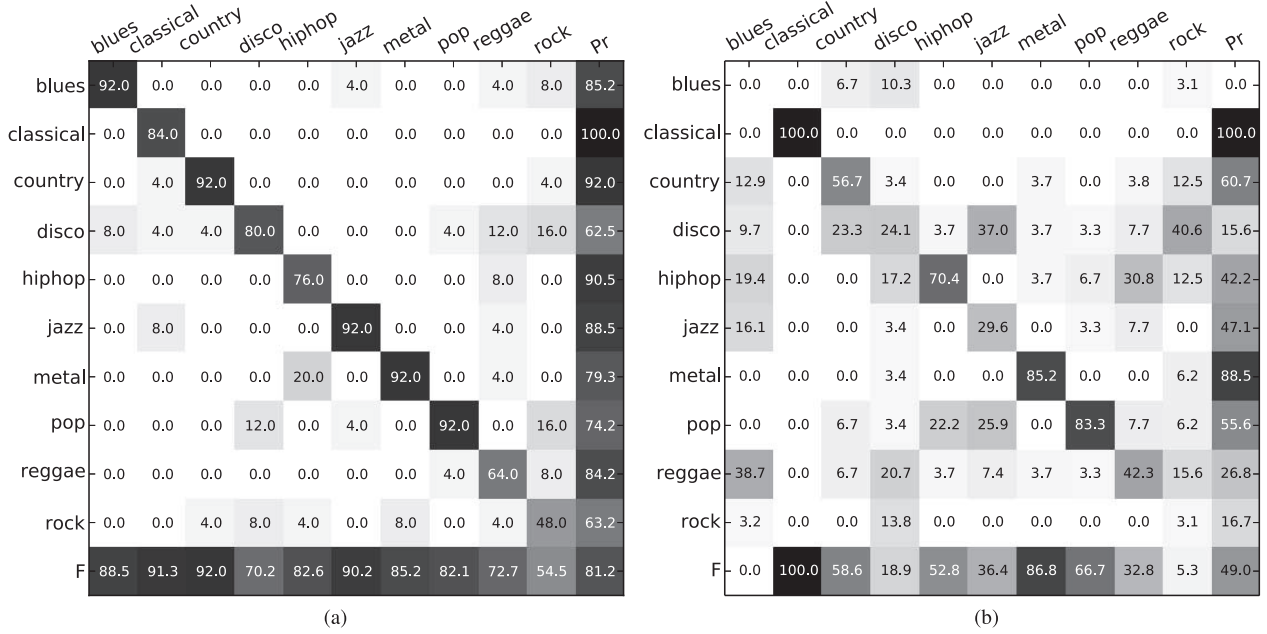 blues classical country disco hiphop jazz metal pop reggae rock Pr
blues 92.0 0.0 0.0 0.0 0.0 4.0 0.0 0.0 4.0 8.0 85.2
classical 0.0 84.0 0.0 0.0 0.0 0.0 0.0 0.0 0.0 0.0 100.0
country 0.0 4.0 92.0 0.0 0.0 0.0 0.0 0.0 0.0 4.0 92.0
disco 8.0 4.0 4.0 80.0 0.0 0.0 0.0 4.0 12.0 16.0 62.5
hiphop 0.0 0.0 0.0 0.0 76.0 0.0 0.0 0.0 8.0 0.0 90.5
jazz 0.0 8.0 0.0 0.0 0.0 92.0 0.0 0.0 4.0 0.0 88.5
metal 0.0 0.0 0.0 0.0 20.0 0.0 92.0 0.0 4.0 0.0 79.3
pop 0.0 0.0 0.0 12.0 0.0 4.0 0.0 92.0 0.0 16.0 74.2
reggae 0.0 0.0 0.0 0.0 0.0 0.0 0.0 4.0 64.0 8.0 84.2
rock 0.0 0.0 4.0 8.0 4.0 0.0 8.0 0.0 4.0 48.0 63.2
F 88.5 91.3 92.0 70.2 82.6 90.2 85.2 82.1 72.7 54.5 81.2
(a)
blues classical country disco hiphop jazz metal pop reggae rock Pr
blues 0.0 0.0 6.7 10.3 0.0 0.0 0.0 0.0 0.0 3.1 0.0
classical 0.0 100.0 0.0 0.0 0.0 0.0 0.0 0.0 0.0 0.0 100.0
country 12.9 0.0 56.7 3.4 0.0 0.0 3.7 0.0 3.8 12.5 60.7
disco 9.7 0.0 23.3 24.1 3.7 37.0 3.7 3.3 7.7 40.6 15.6
hiphop 19.4 0.0 0.0 17.2 70.4 0.0 3.7 6.7 30.8 12.5 42.2
jazz 16.1 0.0 0.0 3.4 0.0 29.6 0.0 3.3 7.7 0.0 47.1
metal 0.0 0.0 0.0 3.4 0.0 0.0 85.2 0.0 0.0 6.2 88.5
pop 0.0 0.0 6.7 3.4 22.2 25.9 0.0 83.3 7.7 6.2 55.6
reggae 38.7 0.0 6.7 20.7 3.7 7.4 3.7 3.3 42.3 15.6 26.8
rock 3.2 0.0 0.0 13.8 0.0 0.0 0.0 0.0 0.0 3.1 16.7
F 0.0 100.0 58.6 18.9 52.8 36.4 86.8 66.7 32.8 5.3 49.0
(b)